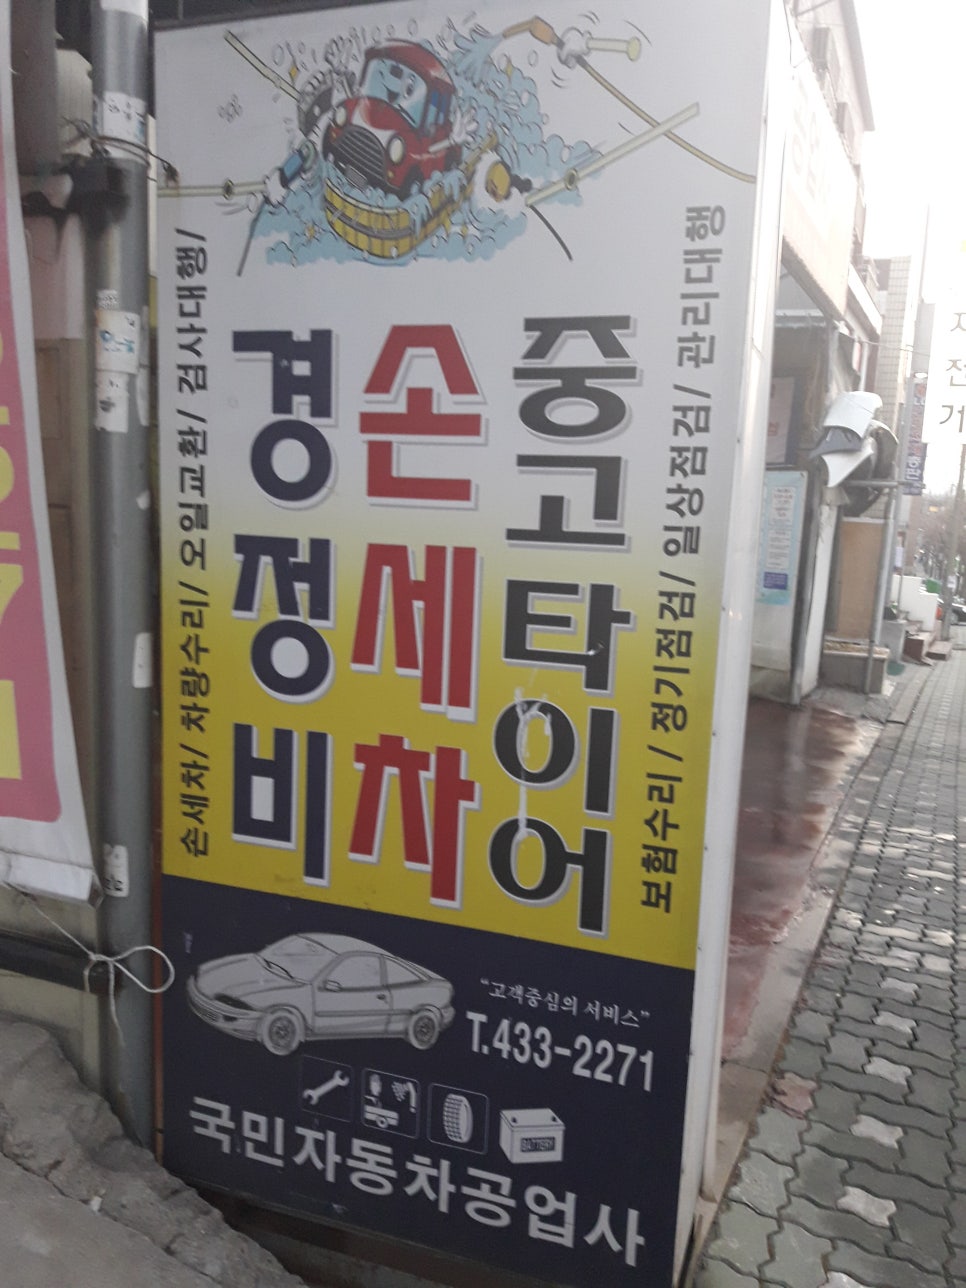 손세차/ 차량수리/ 오일교환/ 검사대행/
경정비
손세차
중고타이어
보험수리/ 정기점검/ 일상점검/ 관리대행
"고객중심의 서비스"
T.433-2271
BATTERY
국민자동차공업사
자전거